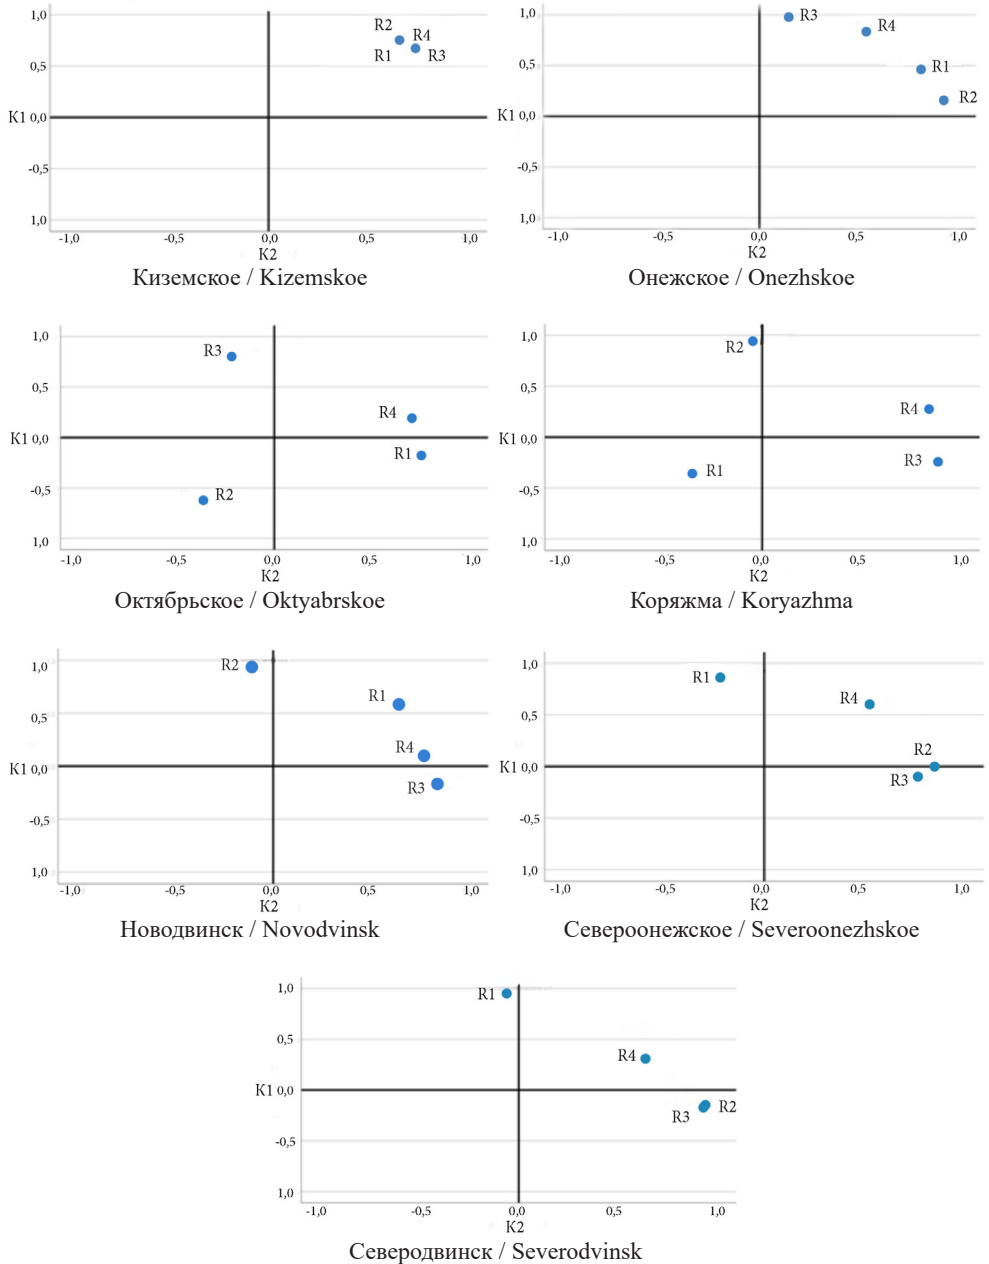 1,0
R2
R4
R1
R3
0,5
K1 0,0
-0,5
1,0
-1,0 -0,5 0,0 0,5 1,0
K2
Киземское / Kizemskoe
1,0
R3
R4
0,5
R1
R2
K1 0,0
-0,5
1,0
-1,0 -0,5 0,0 0,5 1,0
K2
Онежское / Onezhskoe
1,0
R3
0,5
R4
K1 0,0
R1
-0,5
R2
1,0
-1,0 -0,5 0,0 0,5 1,0
K2
Октябрьское / Oktyabrskoe
1,0
R2
0,5
R4
K1 0,0
R3
R1
-0,5
1,0
-1,0 -0,5 0,0 0,5 1,0
K2
Коряжма / Koryazhma
1,0
R2
R1
0,5
R4
K1 0,0
R3
-0,5
1,0
-1,0 -0,5 0,0 0,5 1,0
K2
Новодвинск / Novodvinsk
1,0
R1
R4
0,5
R2
K1 0,0
R3
-0,5
1,0
-1,0 -0,5 0,0 0,5 1,0
K2
Североонежское / Severoonezhskoe
1,0
R1
0,5
R4
K1 0,0
R2
R3
-0,5
1,0
-1,0 -0,5 0,0 0,5 1,0
K2
Северодвинск / Severodvinsk